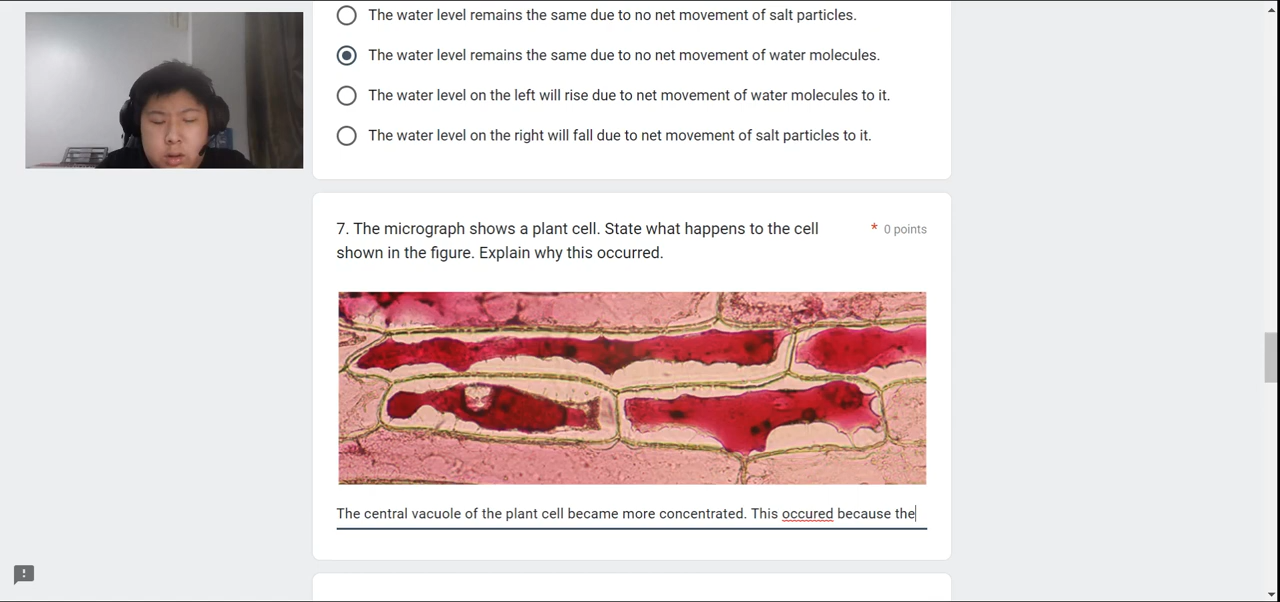 The water level remains the same due to no net movement of salt particles.
The water level remains the same due to no net movement of water molecules.
The water level on the left will rise due to net movement of water molecules to it.
The water level on the right will fall due to net movement of salt particles to it.
7. The micrograph shows a plant cell. State what happens to the cell
shown in the figure. Explain why this occurred.
* 0 points
The central vacuole of the plant cell became more concentrated. This occured because the